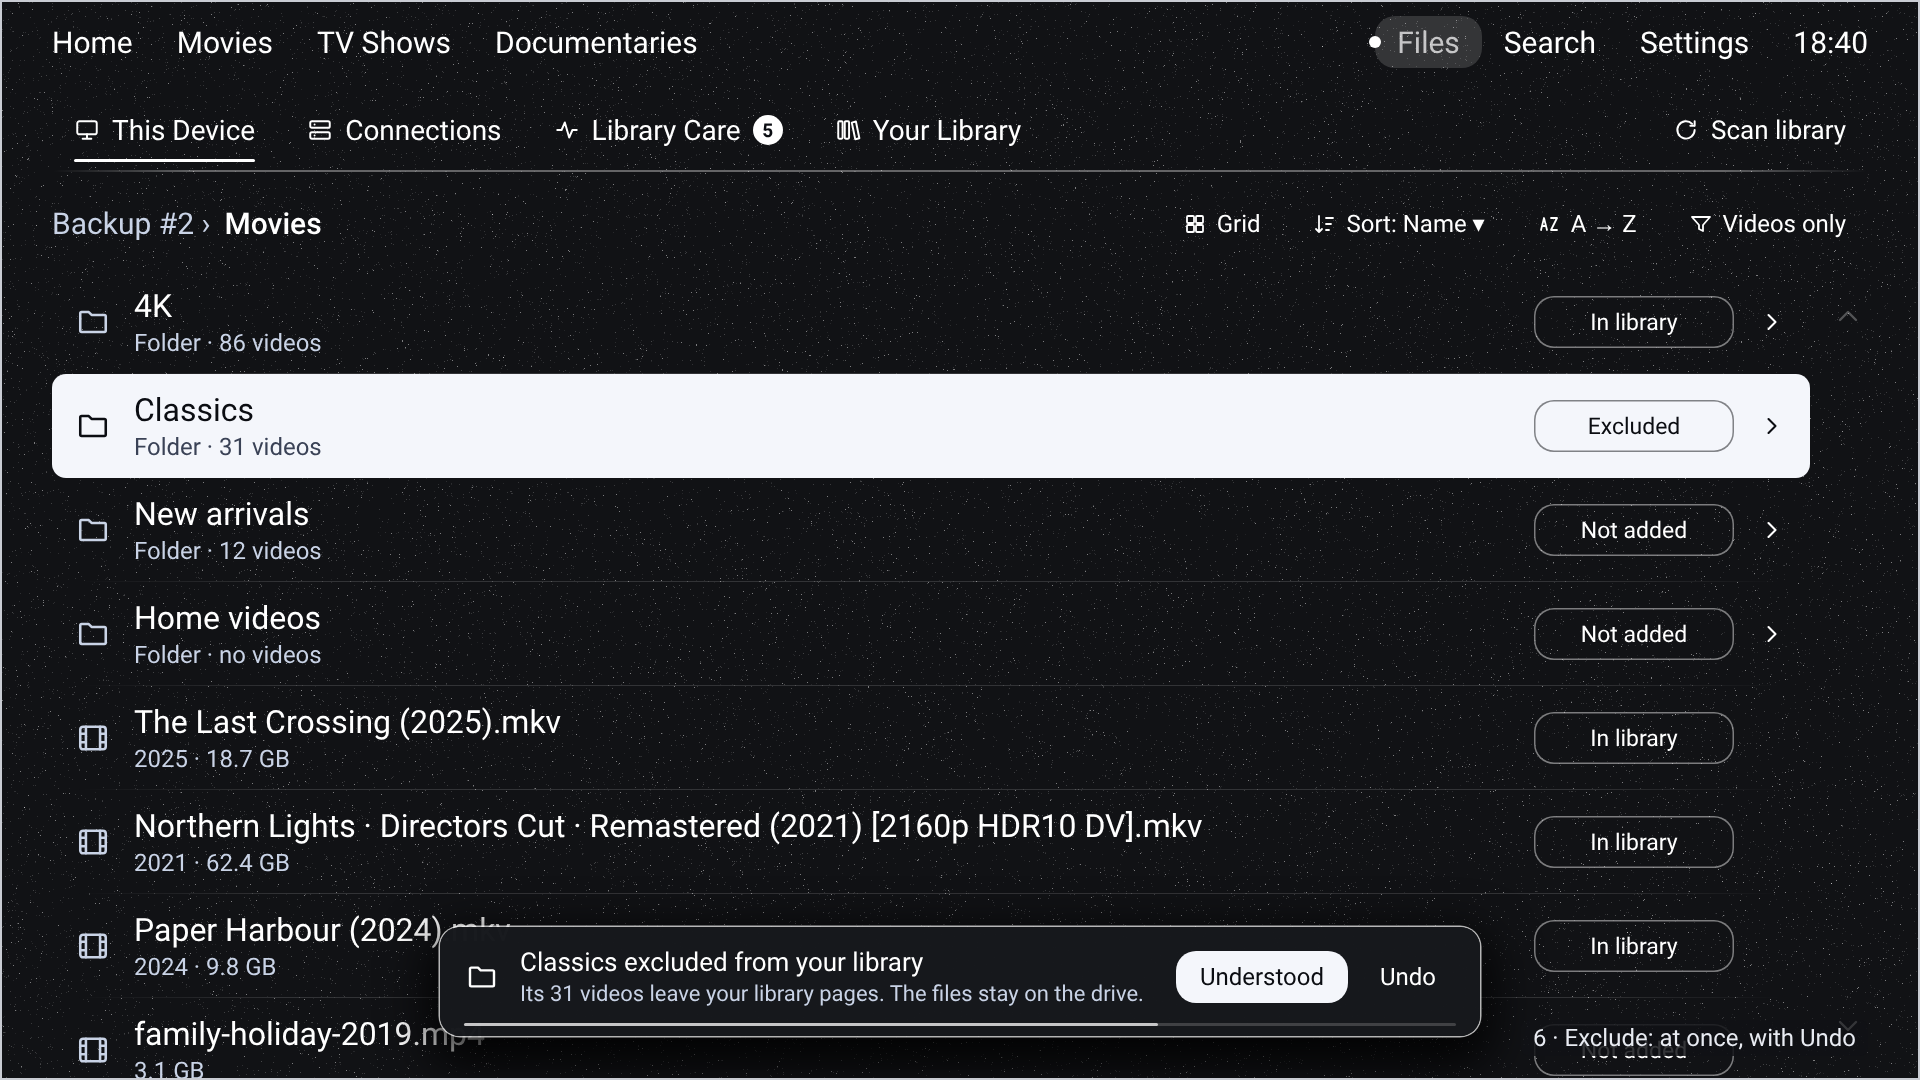 Home Movies TV Shows Documentaries Files Search Settings 18:40
This Device Connections Library Care 5 Your Library Scan library
Backup #2 › Movies Grid Sort: Name ▾ AZ A → Z Videos only
4K
Folder · 86 videos
In library
Classics
Folder · 31 videos
Excluded
New arrivals
Folder · 12 videos
Not added
Home videos
Folder · no videos
Not added
The Last Crossing (2025).mkv
2025 · 18.7 GB
In library
Northern Lights · Directors Cut · Remastered (2021) [2160p HDR10 DV].mkv
2021 · 62.4 GB
In library
Paper Harbour (2024).mkv
2024 · 9.8 GB
In library
Classics excluded from your library
Its 31 videos leave your library pages. The files stay on the drive.
Understood Undo
family-holiday-2019.mp4
3.1 GB
Not added
6 · Exclude: at once, with Undo